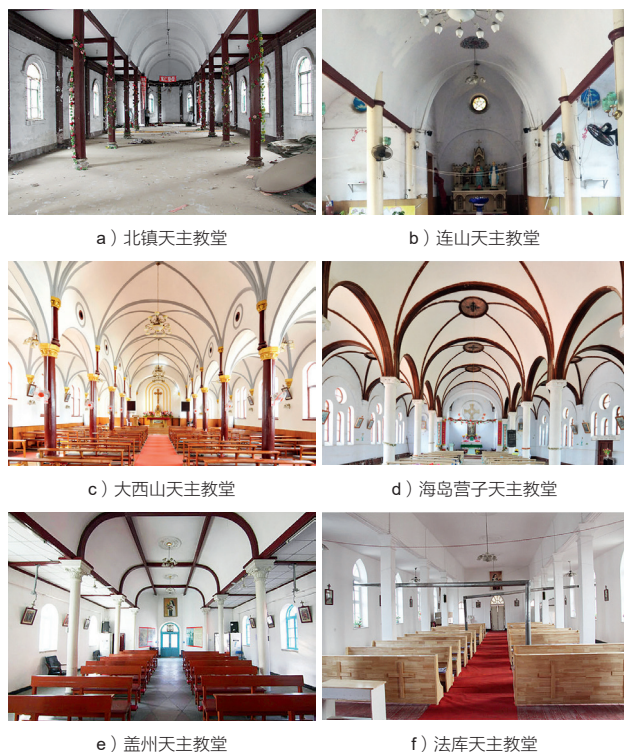 a）北镇天主教堂
b）连山天主教堂
c）大西山天主教堂
d）海岛营子天主教堂
e）盖州天主教堂
f）法库天主教堂